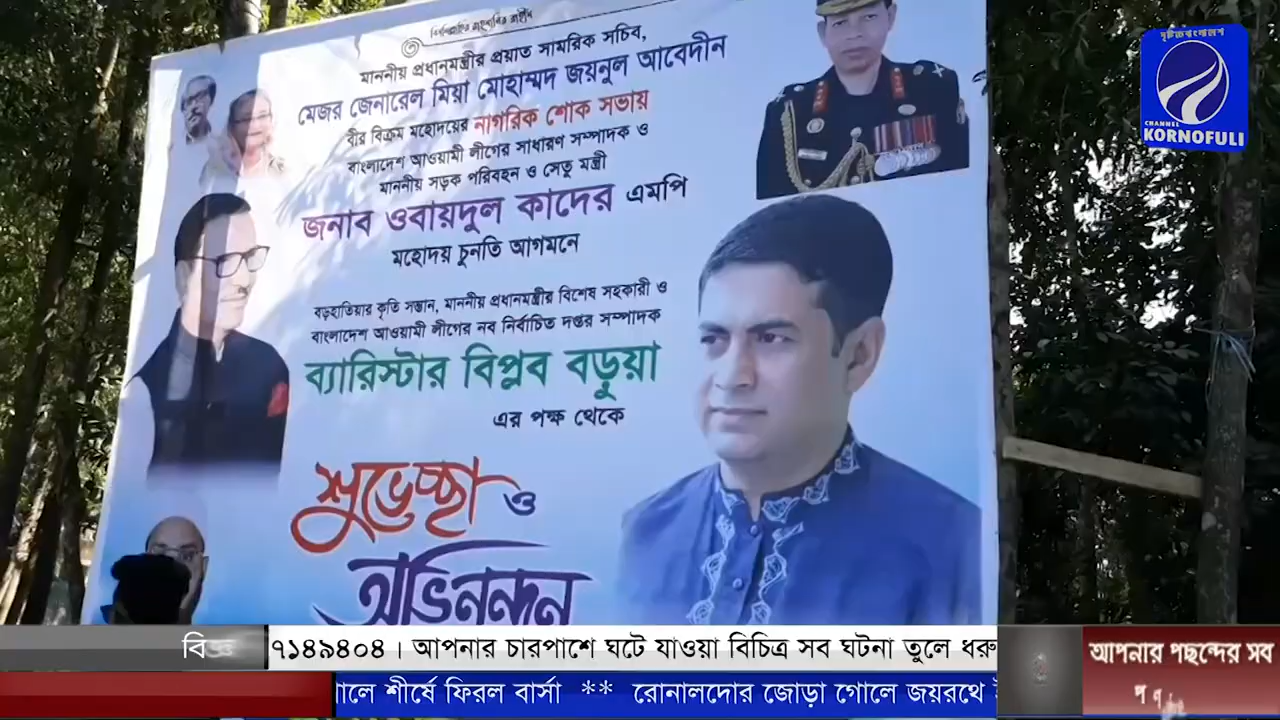 মাননীয় প্রধানমন্ত্রীর প্রয়াত সামরিক সচিব,
মেজর জেনারেল মিয়া মোহাম্মদ জয়নুল আবেদীন
বীর বিক্রম মহোদয়ের নাগরিক শোক সভায়
বাংলাদেশ আওয়ামী লীগের সাধারণ সম্পাদক ও
মাননীয় সড়ক পরিবহন ও সেতু মন্ত্রী
জনাব ওবায়দুল কাদের এমপি
মহোদয় চুনতি আগমনে
বড়হাতিয়ার কৃতি সন্তান, মাননীয় প্রধানমন্ত্রীর বিশেষ সহকারী ও
বাংলাদেশ আওয়ামী লীগের নব নির্বাচিত দপ্তর সম্পাদক
ব্যারিস্টার বিপ্লব বড়ুয়া
এর পক্ষ থেকে
শুভেচ্ছা ও
অভিনন্দন
CHANNEL
KORNOFULI
৭১৪৯৪০৪। আপনার চারপাশে ঘটে যাওয়া বিচিত্র সব ঘটনা তুলে ধরু
শীর্ষে ফিরল বার্সা ** রোনালদোর জোড়া গোলে জয়রথে
আপনার পছন্দের সব